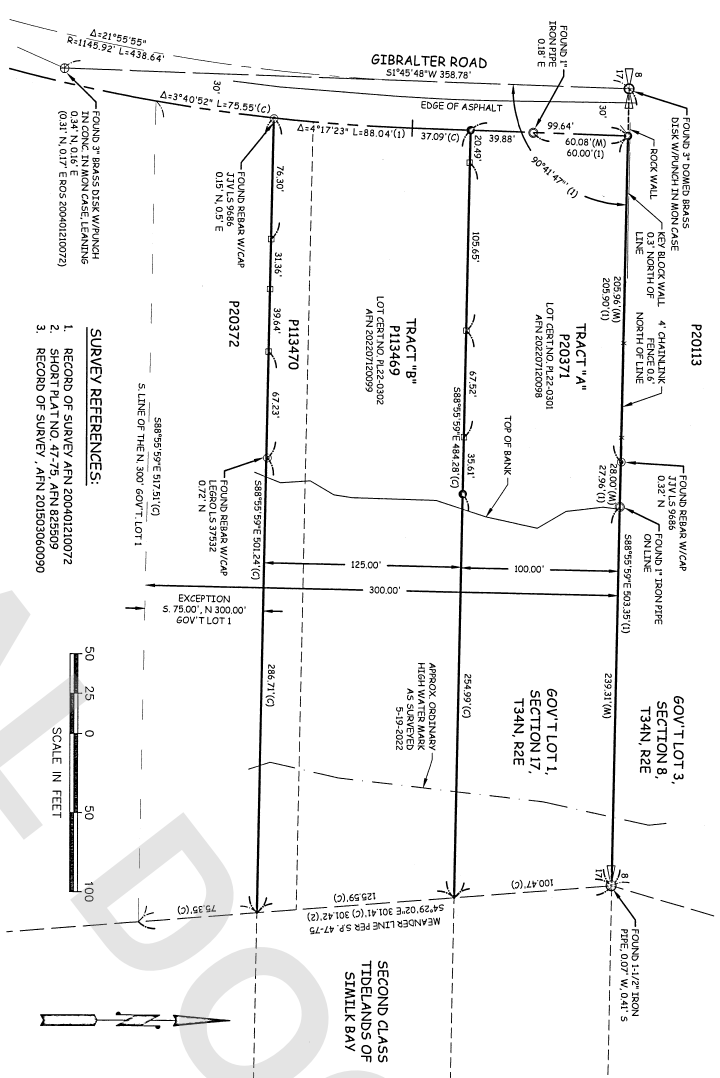 GIBRALTER ROAD
S1°45'48"W 358.78'
EDGE OF ASPHALT
Δ=21°55'55"
R=1145.92' L=438.64'
30'
30'
Δ=3°40'52" L=75.55'(C)
Δ=4°17'23" L=88.04'(1)
37.09'(C)
39.88'
99.64'
60.08'(M)
60.00'(1)
90°41'47" (1)
FOUND 1"
IRON PIPE
0.18' E
8
17
FOUND 3" DOMED BRASS
DISK W/PUNCH IN MON CASE
ROCK WALL
KEY BLOCK WALL
0.3' NORTH OF
LINE
4' CHAINLINK
FENCE 0.6'
NORTH OF LINE
P20113
205.96'(M)
205.90'(1)
FOUND REBAR W/CAP
JJV LS 9686
0.32' N
28.00'(M)
27.96'(1)
FOUND 1" IRON PIPE
ON LINE
S88°55'59"E 503.35'(1)
239.31'(M)
GOV'T LOT 3,
SECTION 8,
T34N, R2E
GOV'T LOT 1,
SECTION 17,
T34N, R2E
8
17
FOUND 1-1/2" IRON
PIPE, 0.07' W, 0.41' S
TRACT "A"
P20371
LOT CERT.NO. PL22-0301
AFN 202207120098
20.49'
105.65'
67.52'
35.61'
S88°55'59"E 484.28'(C)
254.99'(C)
TOP OF BANK
TRACT "B"
P113469
LOT CERT.NO. PL22-0302
AFN 202207120099
125.00'
100.00'
300.00'
APPROX. ORDINARY
HIGH WATER MARK
AS SURVEYED
5-19-2022
P113470
P20372
FOUND REBAR W/CAP
JJV LS 9686
0.15' N, 0.5' E
76.30'
31.36'
39.64'
67.23'
FOUND REBAR W/CAP
LEGRO LS 37532
0.72' N
S88°55'59"E 501.24'(C)
286.71'(C)
EXCEPTION
S. 75.00', N 300.00'
GOV'T LOT 1
S88°55'59"E 517.51'(C)
S. LINE OF THE N. 300' GOV'T. LOT 1
FOUND 3" BRASS DISK W/PUNCH
IN CONC. IN MON CASE, LEANING
0.34' N, 0.16' E
(0.31' N, 0.17' E ROS 200401210072)
100.47'(C)
125.59'(C)
75.35'(C)
S4°29'02"E 301.41'(C) 301.42'(2)
MEANDER LINE PER S.P. 47-75
SECOND CLASS
TIDELANDS OF
SIMILK BAY
SURVEY REFERENCES:
1. RECORD OF SURVEY AFN 200401210072
2. SHORT PLAT NO. 47-75, AFN 825509
3. RECORD OF SURVEY , AFN 201503060090
50 25 0 50 100
SCALE IN FEET
N